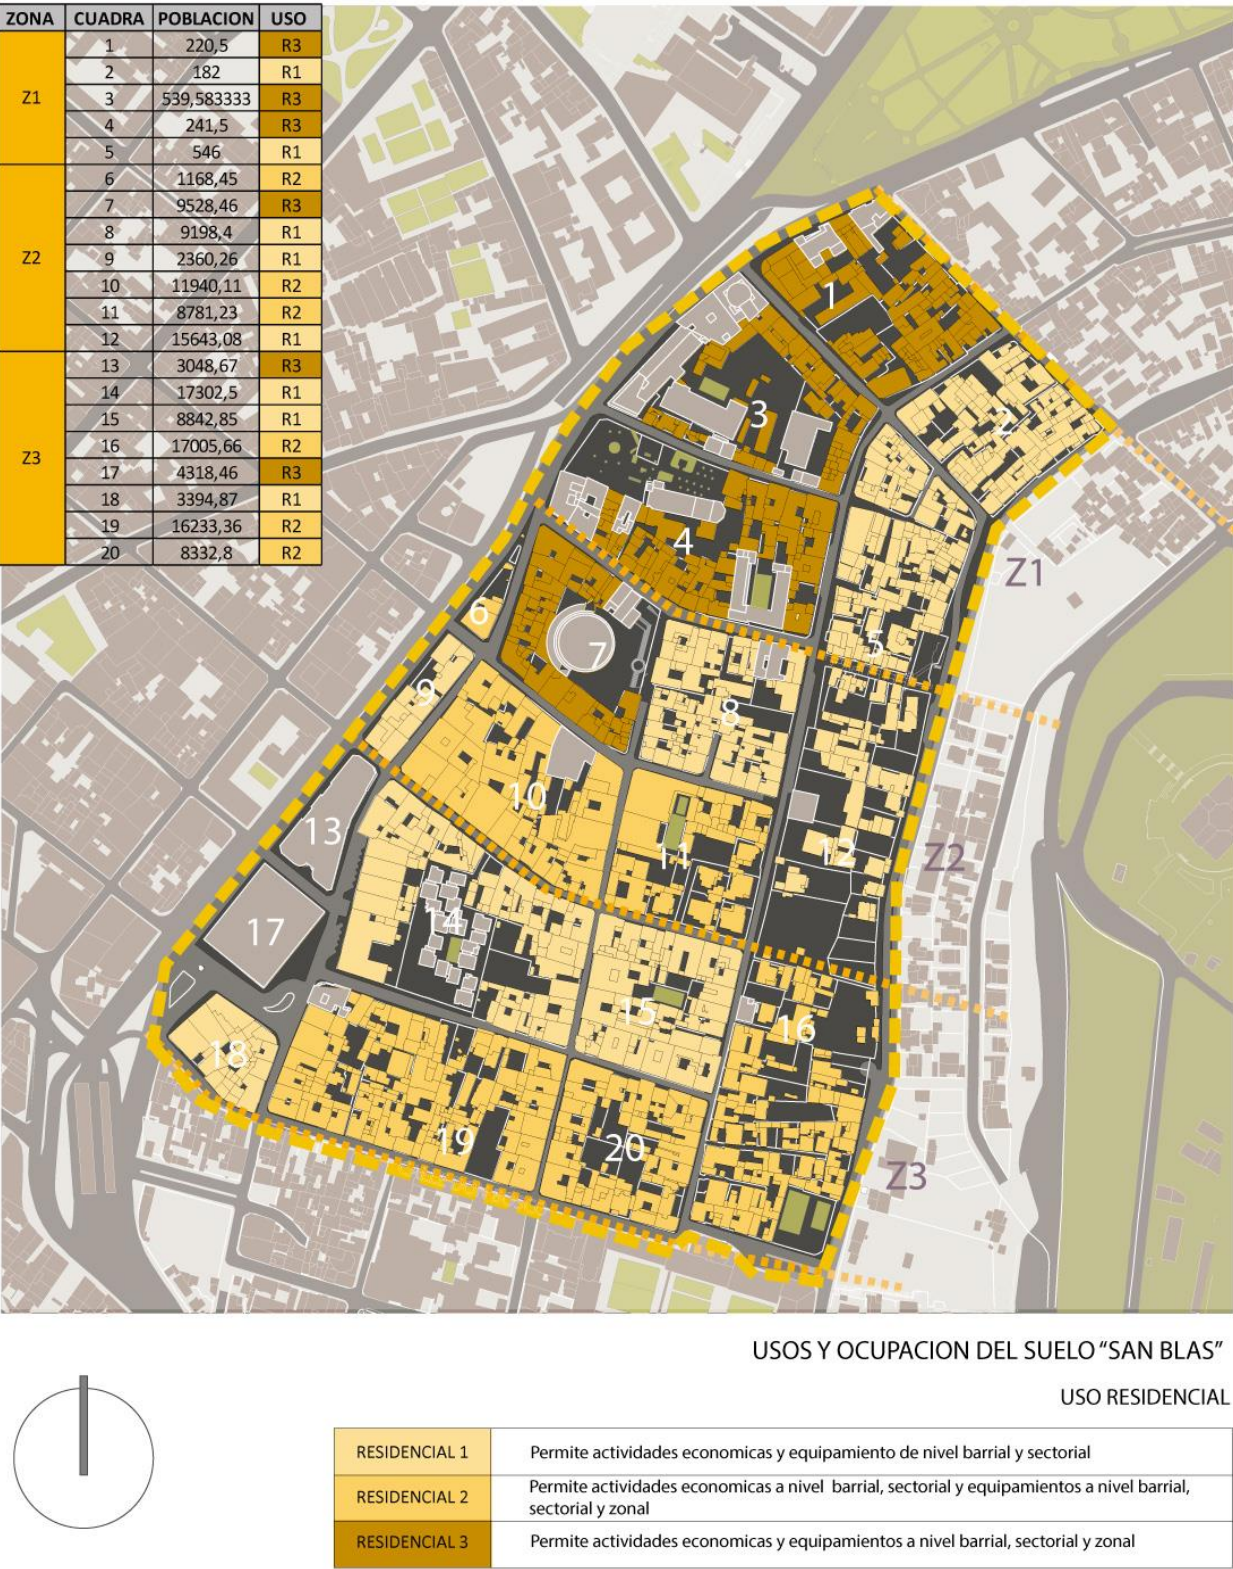 ZONA CUADRA POBLACION USO
Z1
1 220,5 R3
2 182 R1
3 539,583333 R3
4 241,5 R3
5 546 R1
Z2
6 1168,45 R2
7 9528,46 R3
8 9198,4 R1
9 2360,26 R1
10 11940,11 R2
11 8781,23 R2
12 15643,08 R1
Z3
13 3048,67 R3
14 17302,5 R1
15 8842,85 R1
16 17005,66 R2
17 4318,46 R3
18 3394,87 R1
19 16233,36 R2
20 8332,8 R2
1
2
3
4
Z1
5
6
7
8
9
10
11
12
Z2
13
14
17
15
16
18
19
20
Z3
USOS Y OCUPACION DEL SUELO “SAN BLAS”
USO RESIDENCIAL
RESIDENCIAL 1 Permite actividades economicas y equipamiento de nivel barrial y sectorial
RESIDENCIAL 2 Permite actividades economicas a nivel barrial, sectorial y equipamientos a nivel barrial,
sectorial y zonal
RESIDENCIAL 3 Permite actividades economicas y equipamientos a nivel barrial, sectorial y zonal